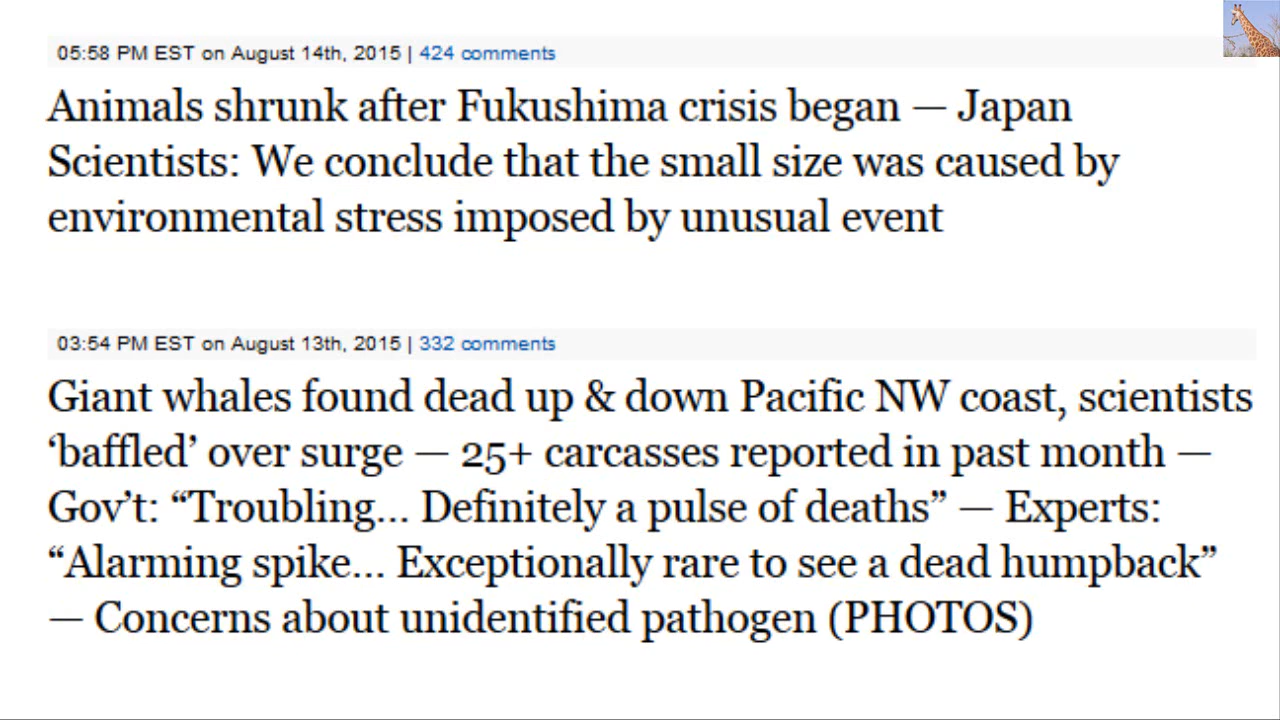 05:58 PM EST on August 14th, 2015 | 424 comments
Animals shrunk after Fukushima crisis began — Japan
Scientists: We conclude that the small size was caused by
environmental stress imposed by unusual event
03:54 PM EST on August 13th, 2015 | 332 comments
Giant whales found dead up & down Pacific NW coast, scientists
‘baffled’ over surge — 25+ carcasses reported in past month —
Gov’t: “Troubling… Definitely a pulse of deaths” — Experts:
“Alarming spike… Exceptionally rare to see a dead humpback”
— Concerns about unidentified pathogen (PHOTOS)